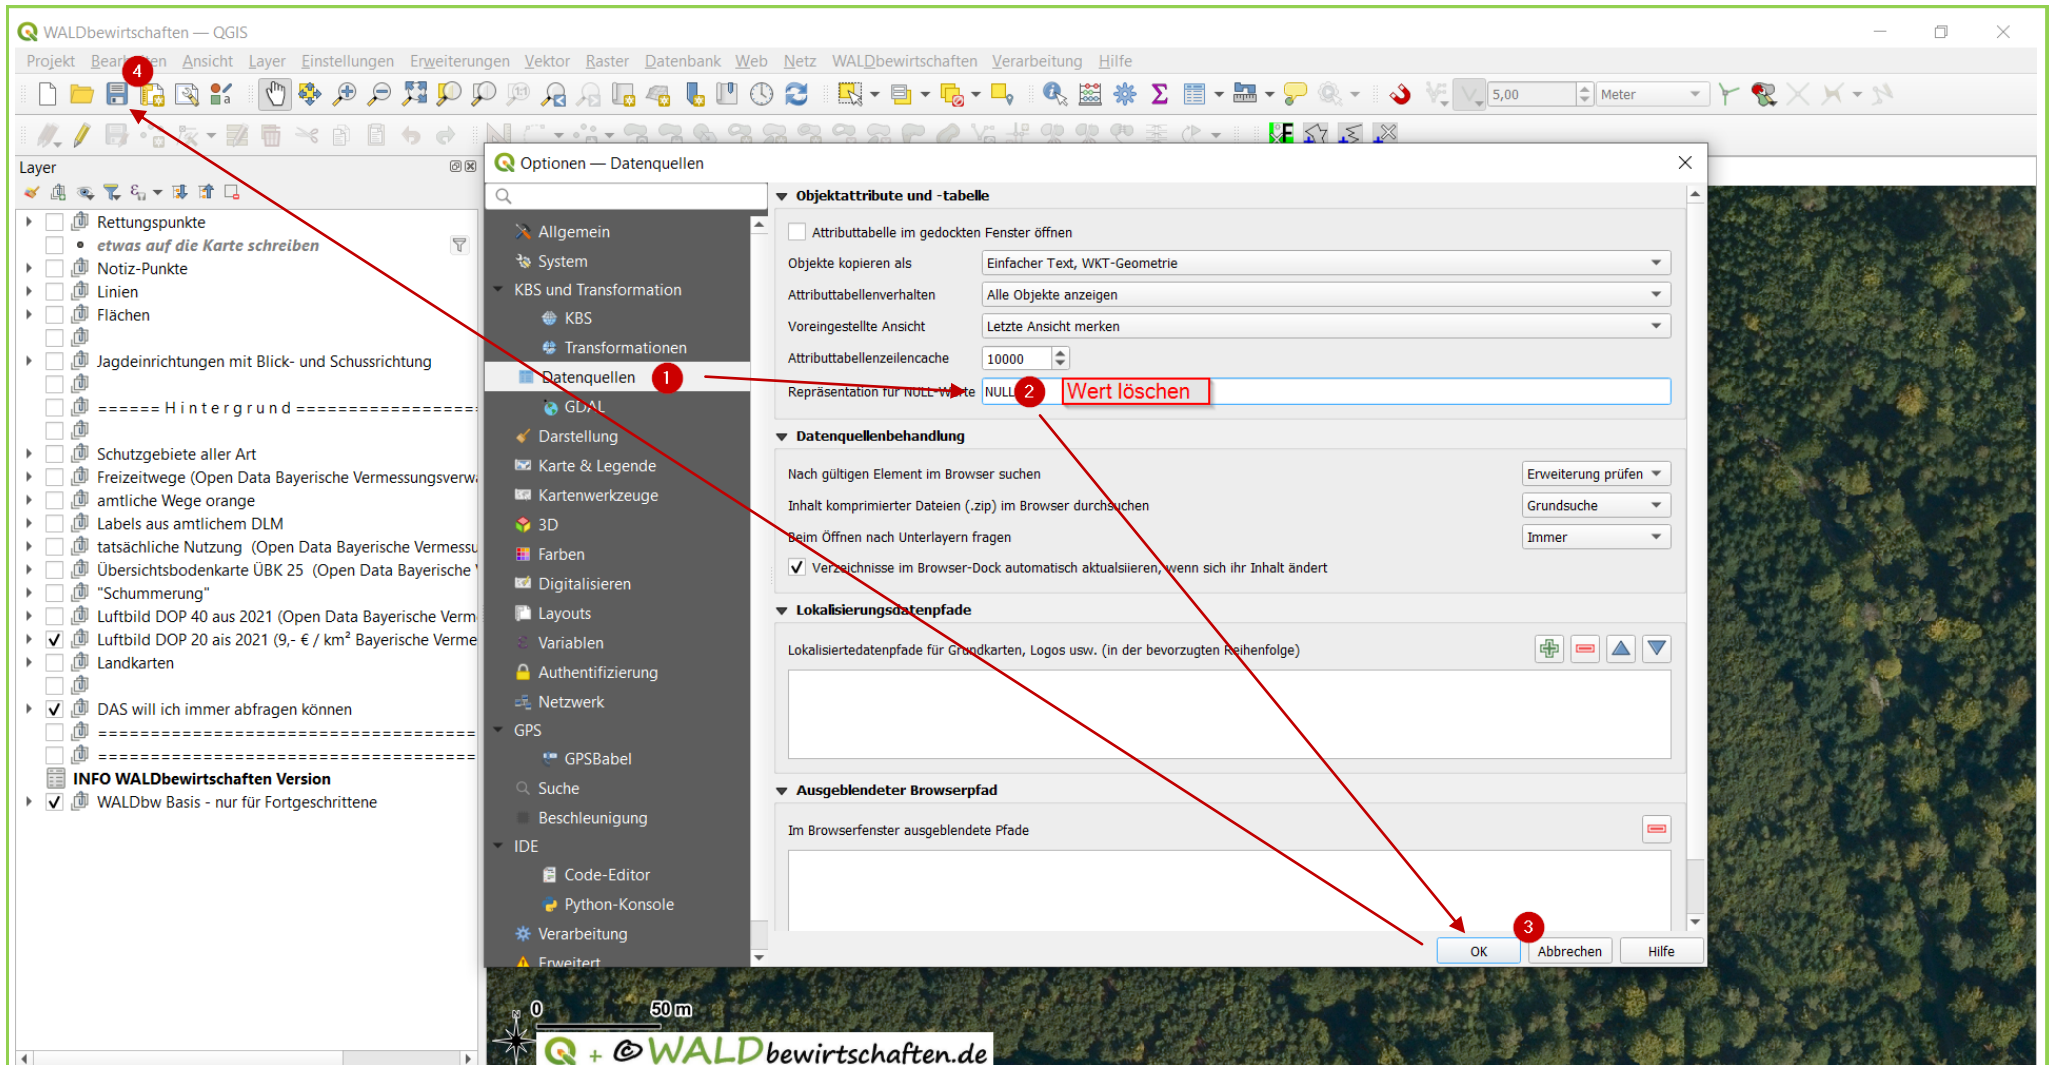 WALDbewirtschaften — QGIS
Projekt Bearbeiten Ansicht Layer Einstellungen Erweiterungen Vektor Raster Datenbank Web Netz WALDbewirtschaften Verarbeitung Hilfe
4
5,00 Meter
Layer
Rettungspunkte
etwas auf die Karte schreiben
Notiz-Punkte
Linien
Flächen
Jagdeinrichtungen mit Blick- und Schussrichtung
====== H i n t e r g r u n d ==================
Schutzgebiete aller Art
Freizeitwege (Open Data Bayerische Vermessungsverw
amtliche Wege orange
Labels aus amtlichem DLM
tatsächliche Nutzung (Open Data Bayerische Vermessu
Übersichtsbodenkarte ÜBK 25 (Open Data Bayerische
"Schummerung"
Luftbild DOP 40 aus 2021 (Open Data Bayerische Verm
Luftbild DOP 20 ais 2021 (9,- € / km² Bayerische Verme
Landkarten
DAS will ich immer abfragen können
====================================
====================================
INFO WALDbewirtschaften Version
WALDbw Basis - nur für Fortgeschrittene
Optionen — Datenquellen
Allgemein
System
KBS und Transformation
KBS
Transformationen
Datenquellen 1
GDAL
Darstellung
Karte & Legende
Kartenwerkzeuge
3D
Farben
Digitalisieren
Layouts
Variablen
Authentifizierung
Netzwerk
GPS
GPSBabel
Suche
Beschleunigung
IDE
Code-Editor
Python-Konsole
Verarbeitung
Erweitert
Objektattribute und -tabelle
Attributtabelle im gedockten Fenster öffnen
Objekte kopieren als Einfacher Text, WKT-Geometrie
Attributtabellenverhalten Alle Objekte anzeigen
Voreingestellte Ansicht Letzte Ansicht merken
Attributtabellenzeilencache 10000
Repräsentation für NULL-Werte NULL 2 Wert löschen
Datenquellenbehandlung
Nach gültigen Element im Browser suchen Erweiterung prüfen
Inhalt komprimierter Dateien (.zip) im Browser durchsuchen Grundsuche
Beim Öffnen nach Unterlayern fragen Immer
Verzeichnisse im Browser-Dock automatisch aktualsiieren, wenn sich ihr Inhalt ändert
Lokalisierungsdatenpfade
Lokalisiertedatenpfade für Grundkarten, Logos usw. (in der bevorzugten Reihenfolge)
Ausgeblendeter Browserpfad
Im Browserfenster ausgeblendete Pfade
3
OK Abbrechen Hilfe
0 50 m
+ © WALDbewirtschaften.de